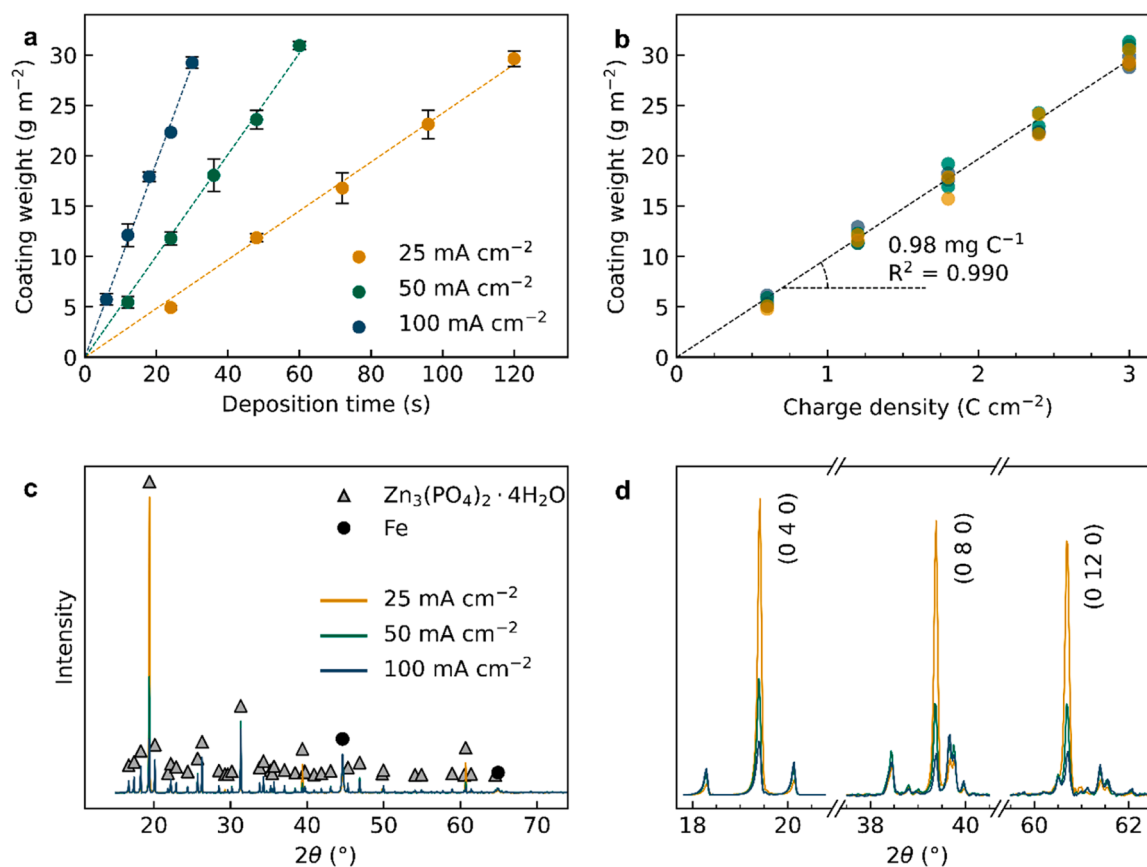 a
Coating weight (g m⁻²)
30
25
20
15
10
5
0
0 20 40 60 80 100 120
Deposition time (s)
25 mA cm⁻²
50 mA cm⁻²
100 mA cm⁻²
b
Coating weight (g m⁻²)
30
25
20
15
10
5
0
0 1 2 3
Charge density (C cm⁻²)
0.98 mg C⁻¹
R² = 0.990
c
Intensity
Zn₃(PO₄)₂ · 4H₂O
Fe
25 mA cm⁻²
50 mA cm⁻²
100 mA cm⁻²
20 30 40 50 60 70
2θ (°)
d
(0 4 0)
(0 8 0)
(0 12 0)
18 20 38 40 60 62
2θ (°)